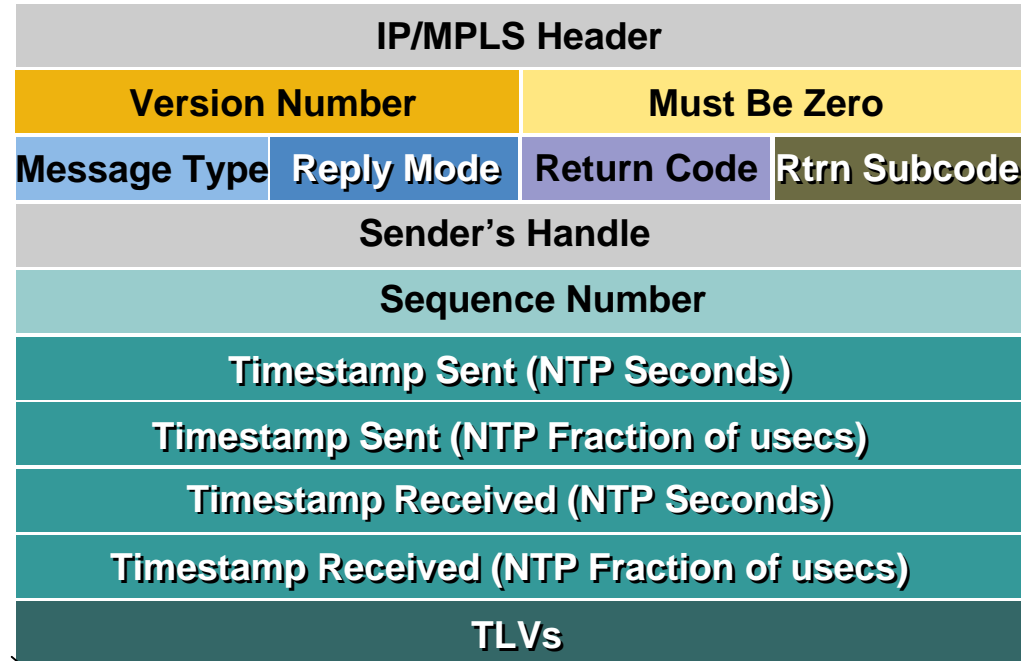 IP/MPLS Header
Version Number Must Be Zero
Message Type Reply Mode Return Code Rtrn Subcode
Sender’s Handle
Sequence Number
Timestamp Sent (NTP Seconds)
Timestamp Sent (NTP Fraction of usecs)
Timestamp Received (NTP Seconds)
Timestamp Received (NTP Fraction of usecs)
TLVs